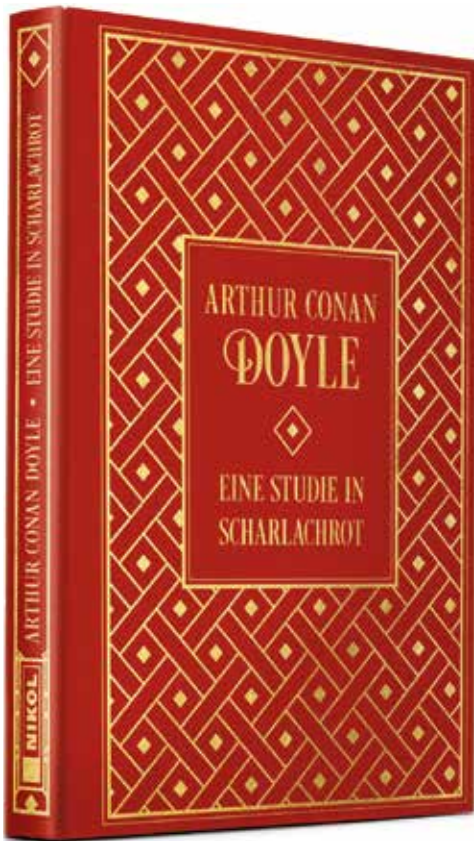 ARTHUR CONAN
DOYLE
EINE STUDIE IN
SCHARLACHROT
ARTHUR CONAN DOYLE • EINE STUDIE IN SCHARLACHROT
NIKOL